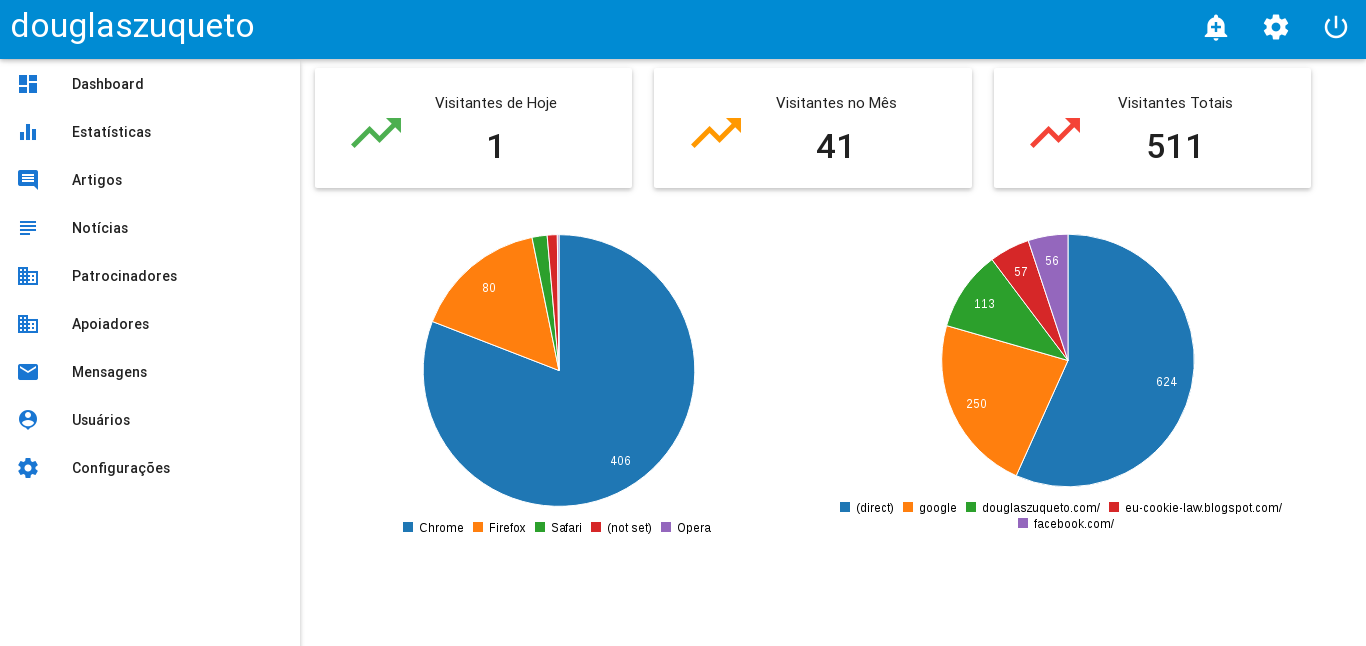 douglaszuqueto
Dashboard
Estatísticas
Artigos
Notícias
Patrocinadores
Apoiadores
Mensagens
Usuários
Configurações
Visitantes de Hoje
1
Visitantes no Mês
41
Visitantes Totais
511
80
406
Chrome Firefox Safari (not set) Opera
56
57
113
624
250
(direct) google douglaszuqueto.com/ eu-cookie-law.blogspot.com/
facebook.com/